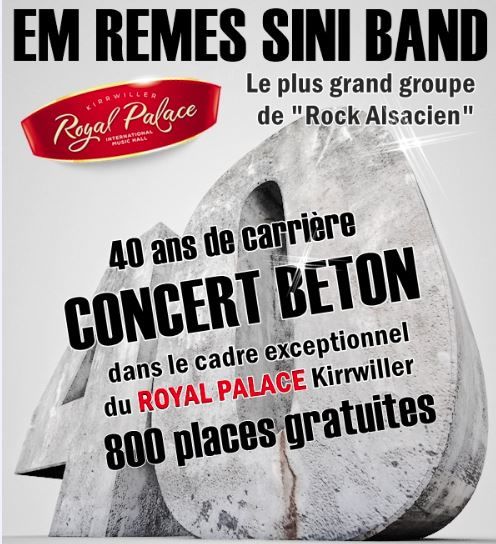 EM REMES SINI BAND
Le plus grand groupe
de "Rock Alsacien"
KIRRWILLER
Royal Palace
INTERNATIONAL
MUSIC HALL
40
40 ans de carrière
CONCERT BETON
dans le cadre exceptionnel
du ROYAL PALACE Kirrwiller
800 places gratuites